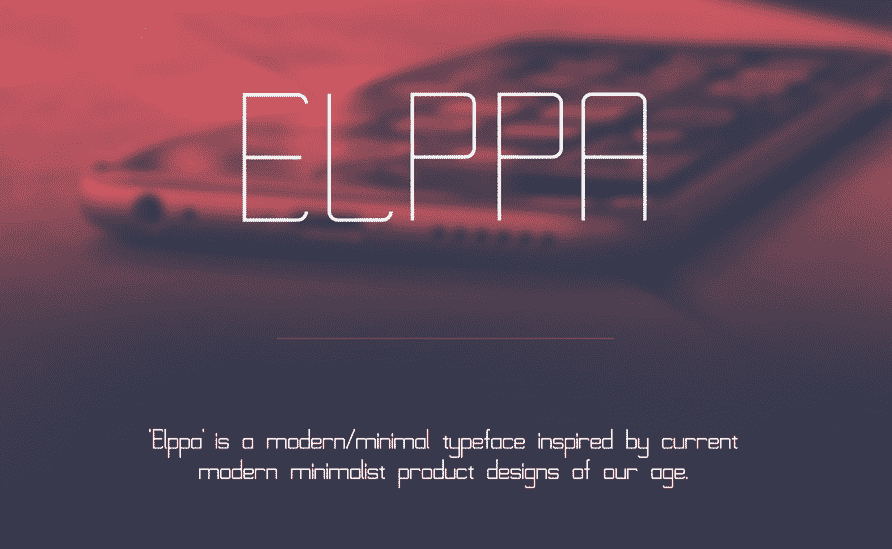 ELPPA
'Elppa' is a modern/minimal typeface inspired by current
modern minimalist product designs of our age.